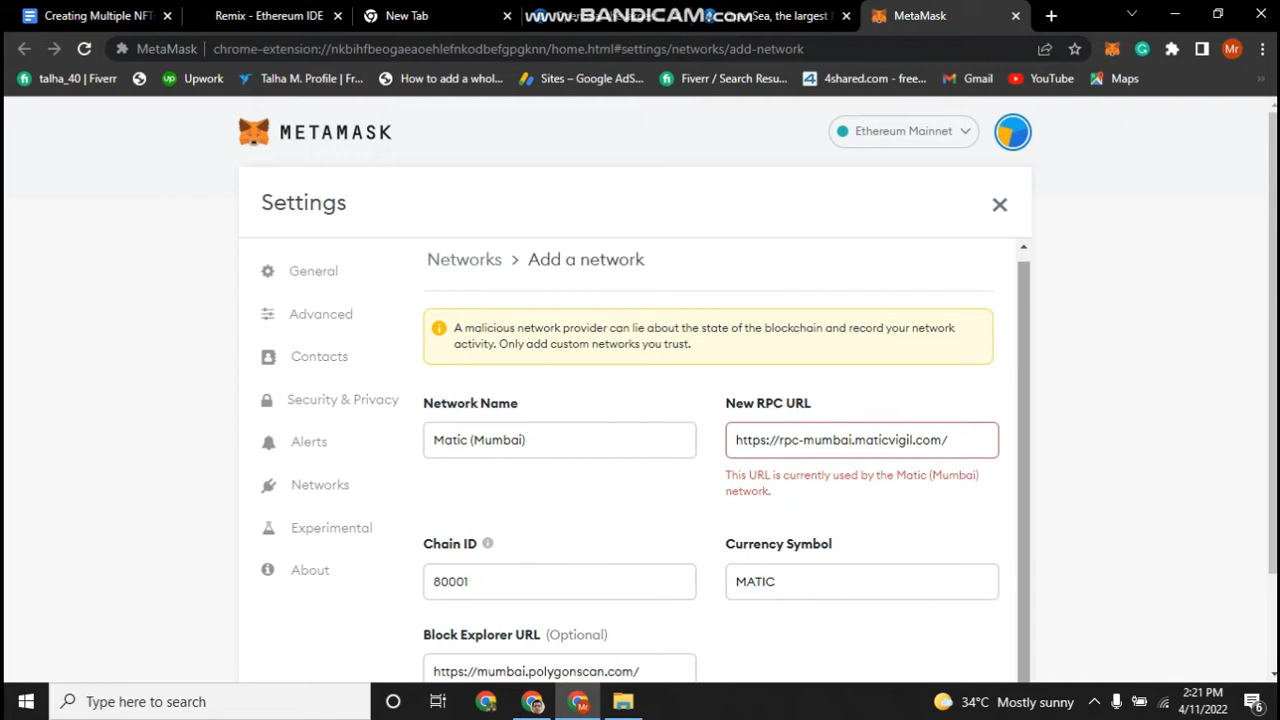 Creating Multiple NFT
Remix - Ethereum IDE
New Tab
Sea, the largest
MetaMask
www.BANDICAM.com
MetaMask
chrome-extension://nkbihfbeogaeaoehlefnkodbefgpgknn/home.html#settings/networks/add-network
Mr
talha_40 | Fiverr
Upwork
Talha M. Profile | Fr...
How to add a whol...
Sites – Google AdS...
Fiverr / Search Resu...
4shared.com - free...
Gmail
YouTube
Maps
»
METAMASK
Ethereum Mainnet
Settings
General
Advanced
Contacts
Security & Privacy
Alerts
Networks
Experimental
About
Networks > Add a network
A malicious network provider can lie about the state of the blockchain and record your network
activity. Only add custom networks you trust.
Network Name
Matic (Mumbai)
New RPC URL
https://rpc-mumbai.maticvigil.com/
This URL is currently used by the Matic (Mumbai)
network.
Chain ID
80001
Currency Symbol
MATIC
Block Explorer URL (Optional)
https://mumbai.polygonscan.com/
Type here to search
34°C Mostly sunny
2:21 PM
4/11/2022
6